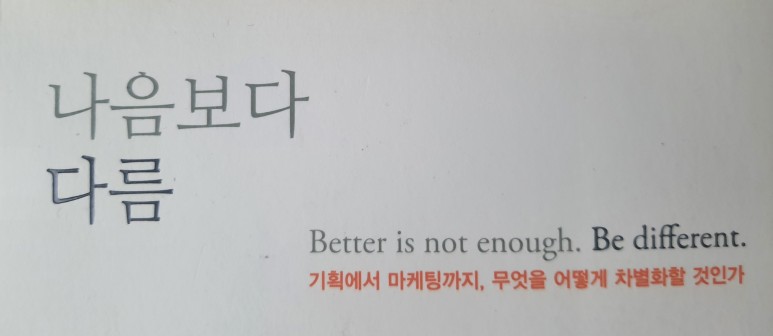 나음보다
다름
Better is not enough. Be different.
기획에서 마케팅까지, 무엇을 어떻게 차별화할 것인가